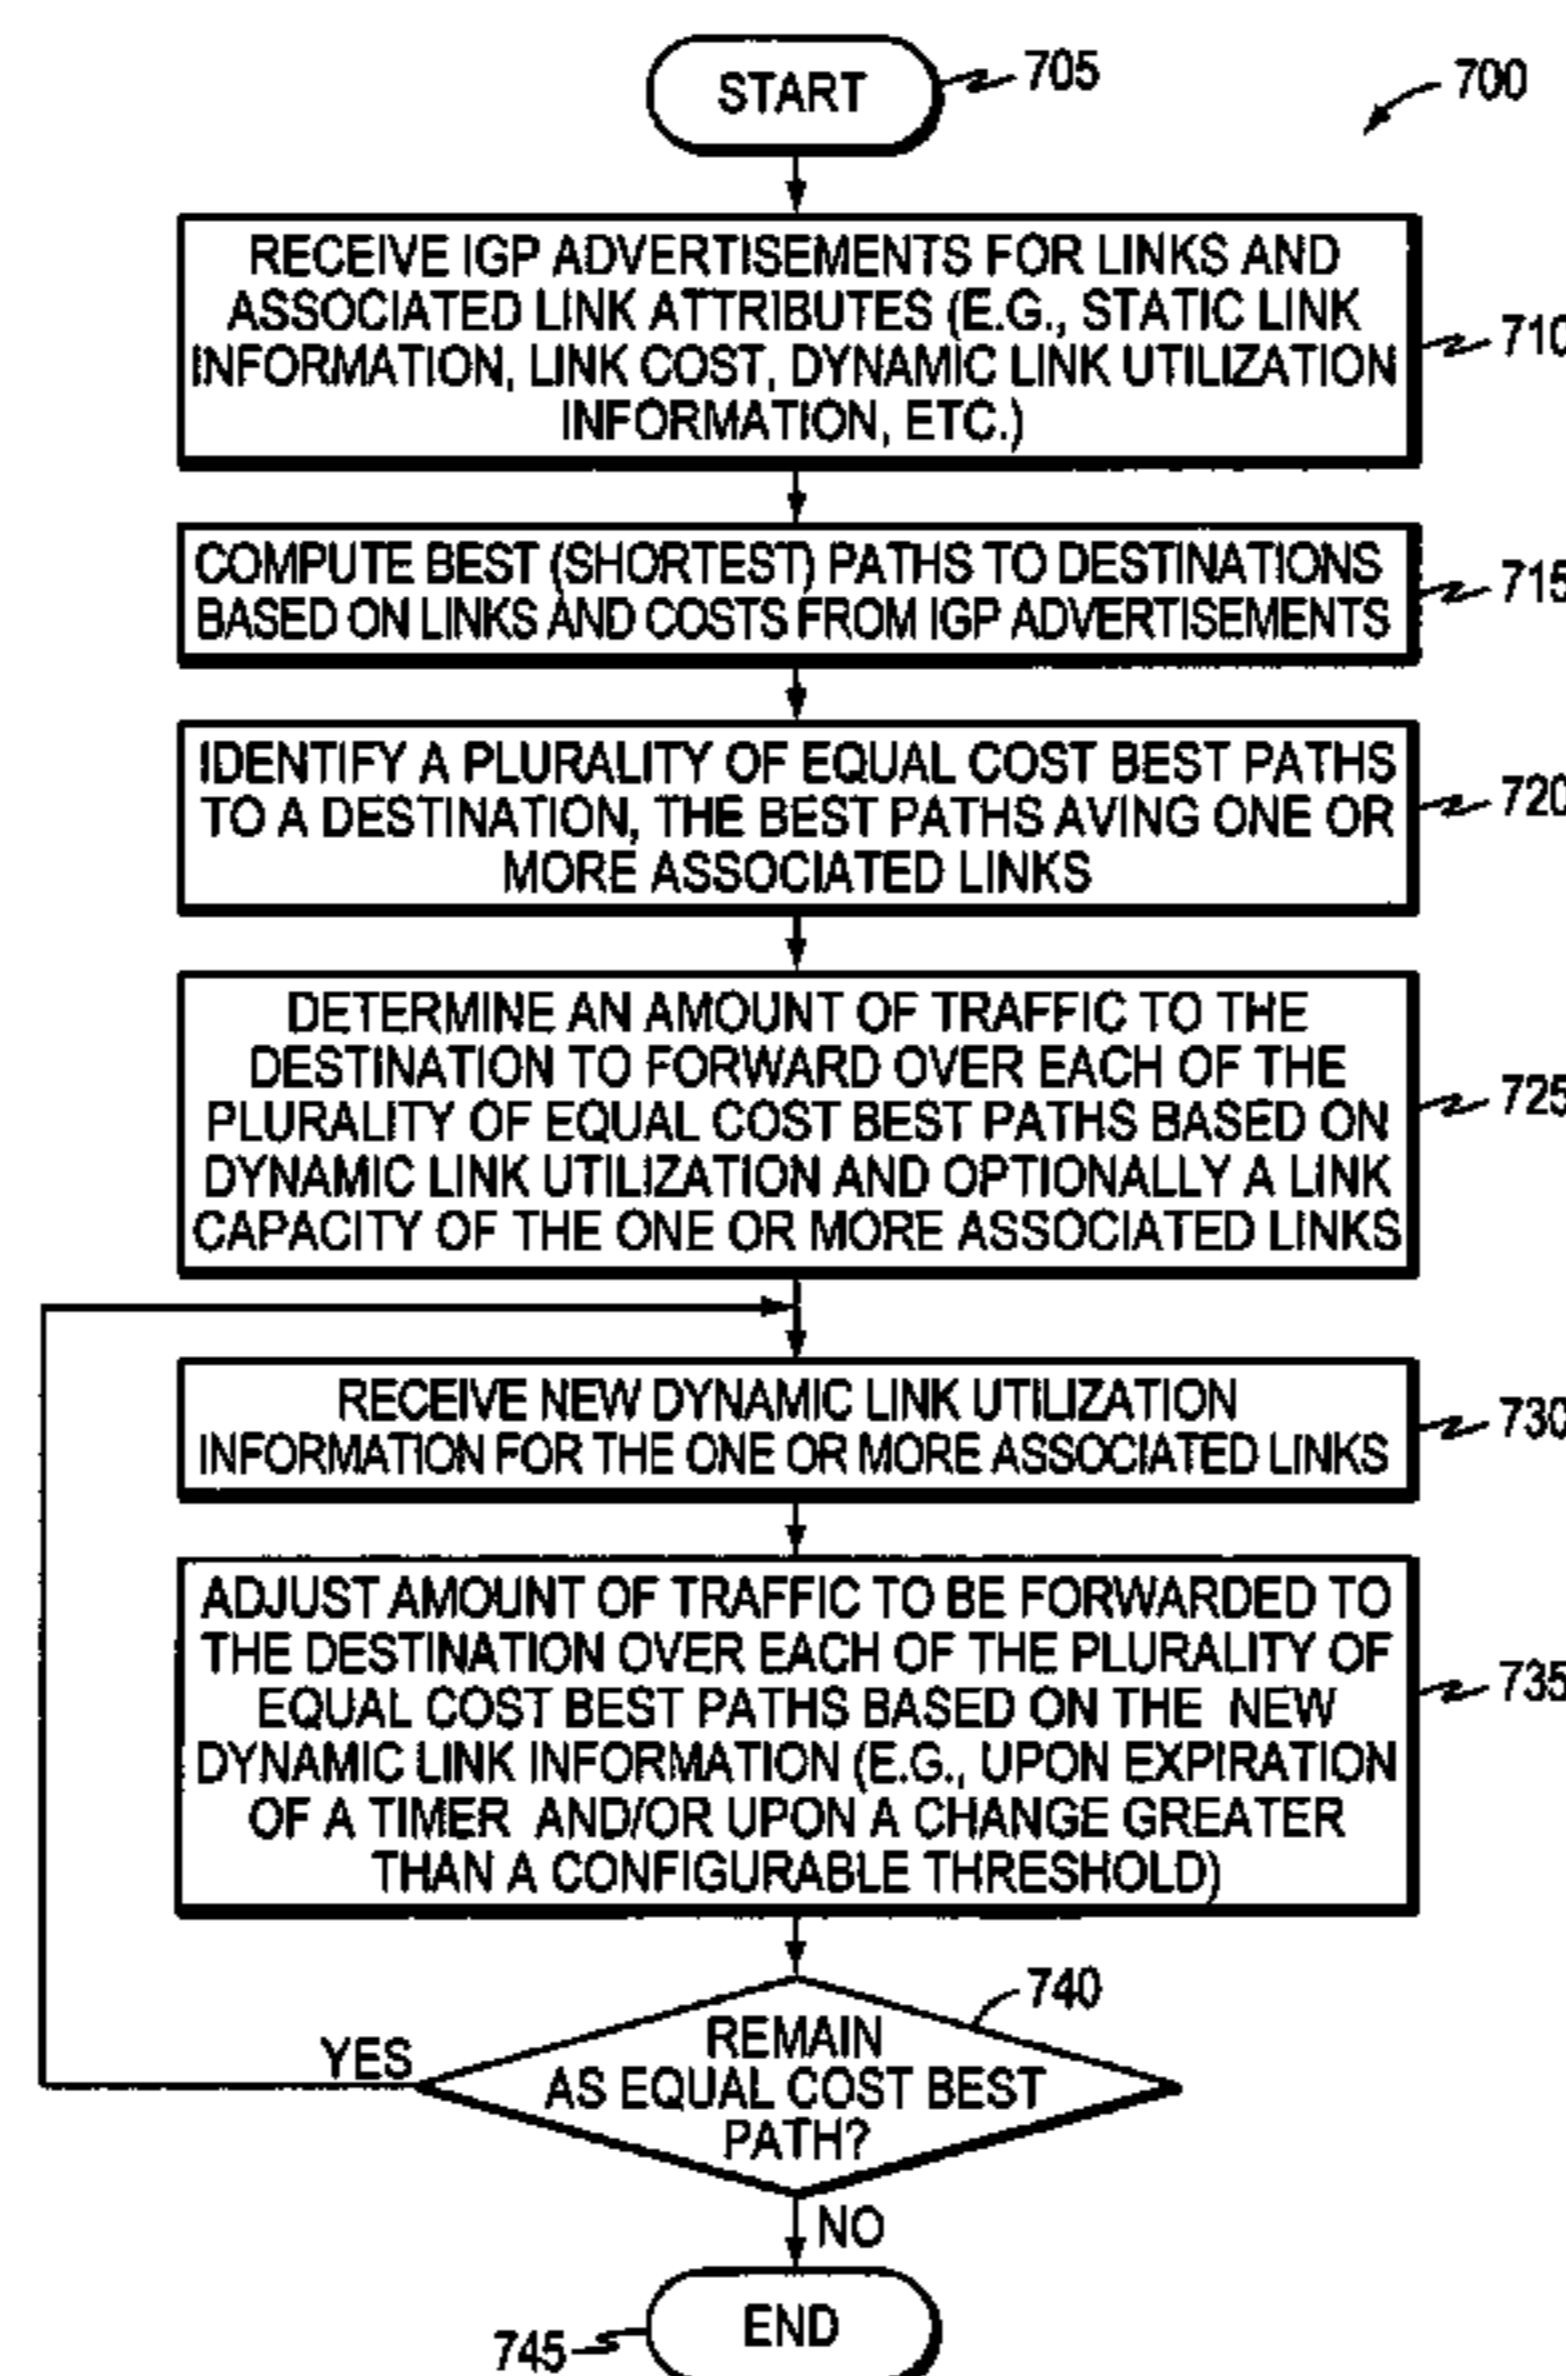 START
705
700
RECEIVE IGP ADVERTISEMENTS FOR LINKS AND
ASSOCIATED LINK ATTRIBUTES (E.G., STATIC LINK
INFORMATION, LINK COST, DYNAMIC LINK UTILIZATION
INFORMATION, ETC.)
710
COMPUTE BEST (SHORTEST) PATHS TO DESTINATIONS
BASED ON LINKS AND COSTS FROM IGP ADVERTISEMENTS
715
IDENTIFY A PLURALITY OF EQUAL COST BEST PATHS
TO A DESTINATION, THE BEST PATHS AVING ONE OR
MORE ASSOCIATED LINKS
720
DETERMINE AN AMOUNT OF TRAFFIC TO THE
DESTINATION TO FORWARD OVER EACH OF THE
PLURALITY OF EQUAL COST BEST PATHS BASED ON
DYNAMIC LINK UTILIZATION AND OPTIONALLY A LINK
CAPACITY OF THE ONE OR MORE ASSOCIATED LINKS
725
RECEIVE NEW DYNAMIC LINK UTILIZATION
INFORMATION FOR THE ONE OR MORE ASSOCIATED LINKS
730
ADJUST AMOUNT OF TRAFFIC TO BE FORWARDED TO
THE DESTINATION OVER EACH OF THE PLURALITY OF
EQUAL COST BEST PATHS BASED ON THE NEW
DYNAMIC LINK INFORMATION (E.G., UPON EXPIRATION
OF A TIMER AND/OR UPON A CHANGE GREATER
THAN A CONFIGURABLE THRESHOLD)
735
740
REMAIN
AS EQUAL COST BEST
PATH?
YES
NO
END
745